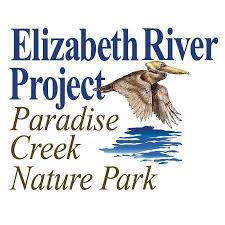 Elizabeth River
Project
Paradise
Creek
Nature Park